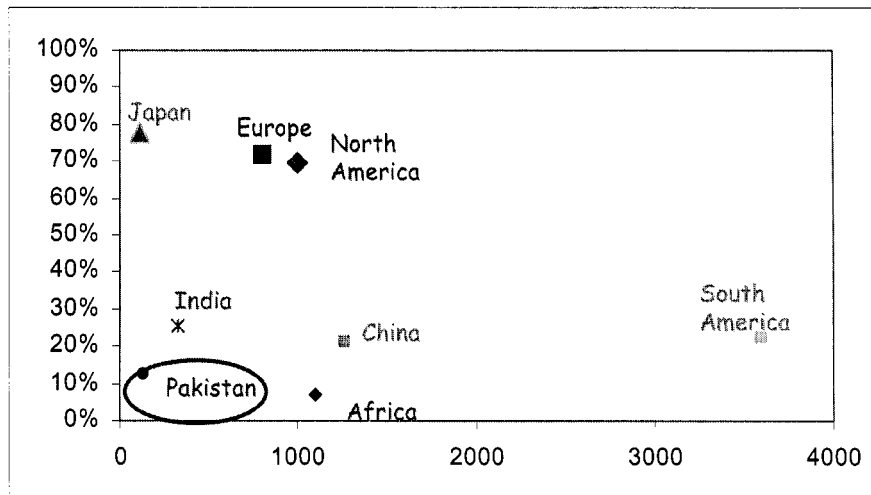 100%
90%
80%
70%
60%
50%
40%
30%
20%
10%
0%
Japan
Europe
North
America
India
China
South
America
Pakistan
Africa
0
1000
2000
3000
4000